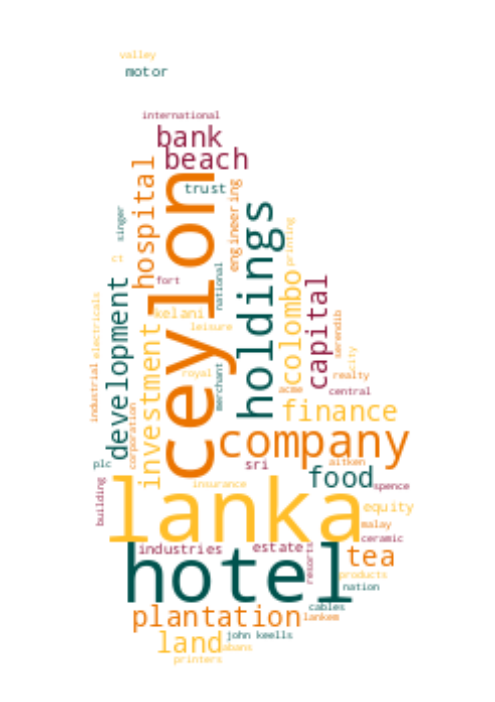 valley
motor
international
bank
beach
hospital
trust
ceylon
engineering
holdings
singer
printing
ct
fort
national
development
colombo
capital
kelani
electricals
leisure
serendib
city
investment
royal
merchant
realty
industrial
acme
central
corporation
finance
company
plc
sri
aitken
food
building
insurance
spence
lanka
equity
malay
ceramic
industries
estate
resorts
hotel
tea
products
nation
cables
plantation
lankem
john keells
land
abans
printers